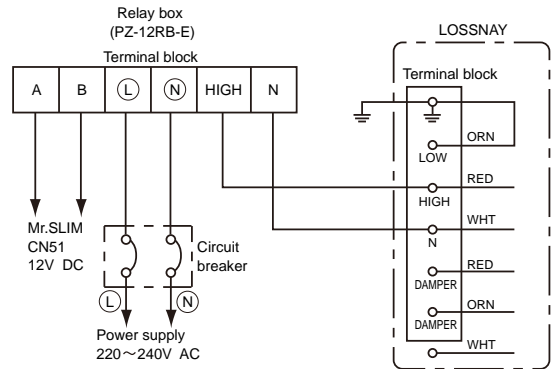 Relay box
(PZ-12RB-E)
Terminal block
A B L N HIGH N
Mr.SLIM
CN51
12V DC
Circuit
breaker
L N
Power supply
220～240V AC
LOSSNAY
Terminal block
ORN
LOW
RED
HIGH
WHT
N
RED
DAMPER
ORN
DAMPER
WHT